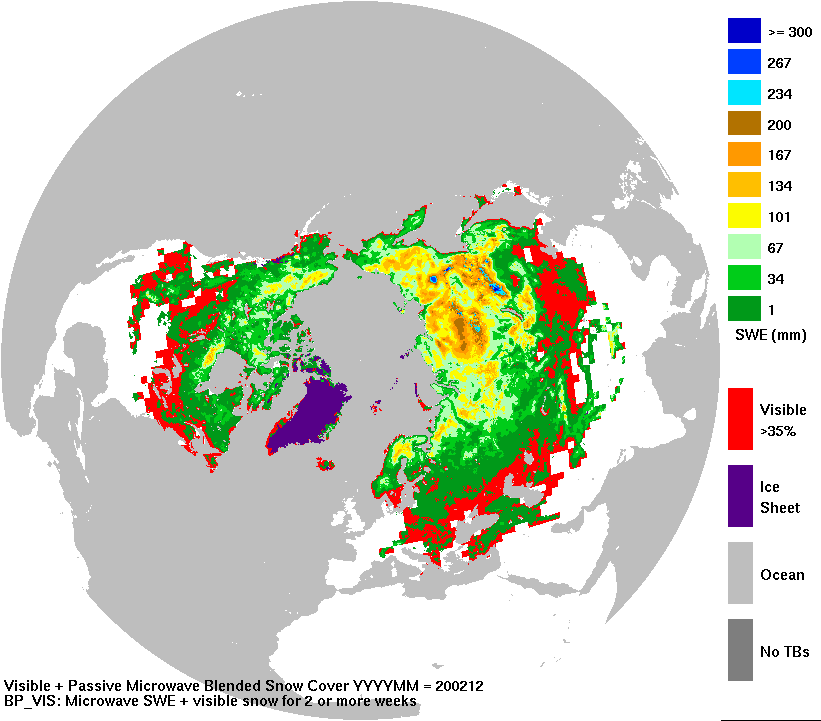 >= 300
267
234
200
167
134
101
67
34
1
SWE (mm)
Visible
>35%
Ice
Sheet
Ocean
No TBs
Visible + Passive Microwave Blended Snow Cover YYYYMM = 200212
BP_VIS: Microwave SWE + visible snow for 2 or more weeks